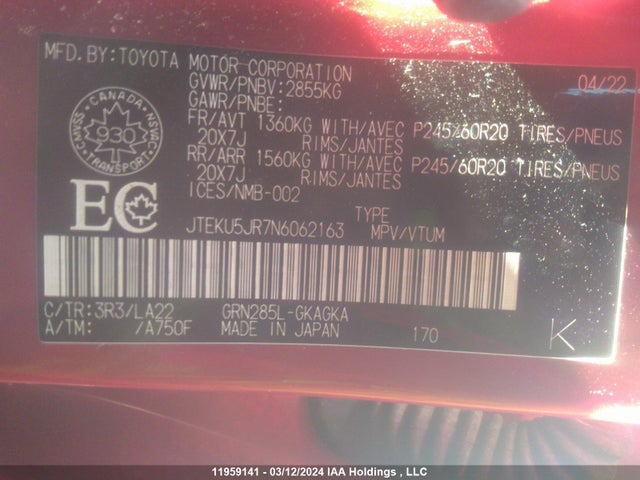 MFD. BY: TOYOTA MOTOR CORPORATION
04/22
GVWR/PNBV: 2855KG
GAWR/PNBE:
FR/AVT 1360KG WITH/AVEC P245/60R20 TIRES/PNEUS
20X7J RIMS/JANTES
RR/ARR 1560KG WITH/AVEC P245/60R20 TIRES/PNEUS
20X7J RIMS/JANTES
ICES/NMB-002
CANADA
CMVSS
NSVAC
930
TRANSPORT
EC
TYPE
JTEKU5JR7N6062163 MPV/VTUM
C/TR: 3R3/LA22 GRN285L-GKAGKA
A/TM: /A750F MADE IN JAPAN 170 K
11959141 - 03/12/2024 IAA Holdings , LLC